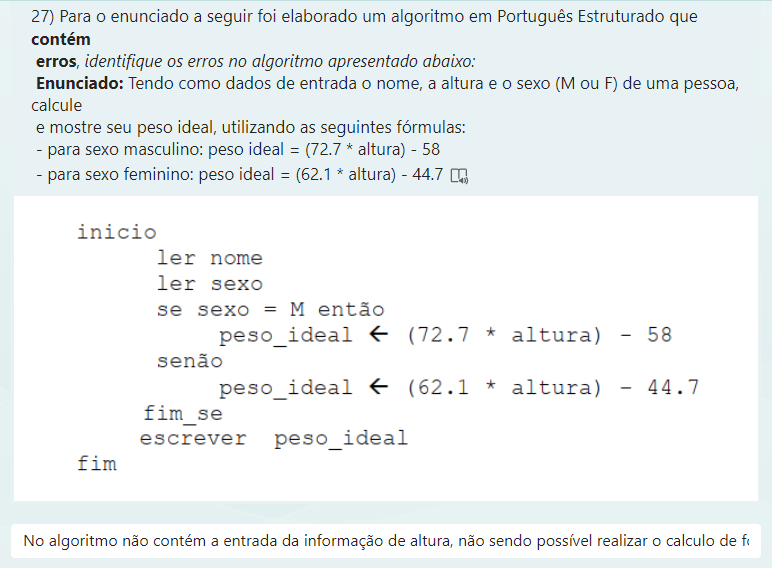 27) Para o enunciado a seguir foi elaborado um algoritmo em Português Estruturado que
contém
erros, identifique os erros no algoritmo apresentado abaixo:
Enunciado: Tendo como dados de entrada o nome, a altura e o sexo (M ou F) de uma pessoa,
calcule
e mostre seu peso ideal, utilizando as seguintes fórmulas:
- para sexo masculino: peso ideal = (72.7 * altura) - 58
- para sexo feminino: peso ideal = (62.1 * altura) - 44.7
inicio
ler nome
ler sexo
se sexo = M então
peso_ideal ← (72.7 * altura) - 58
senão
peso_ideal ← (62.1 * altura) - 44.7
fim_se
escrever peso_ideal
fim
No algoritmo não contém a entrada da informação de altura, não sendo possível realizar o calculo de